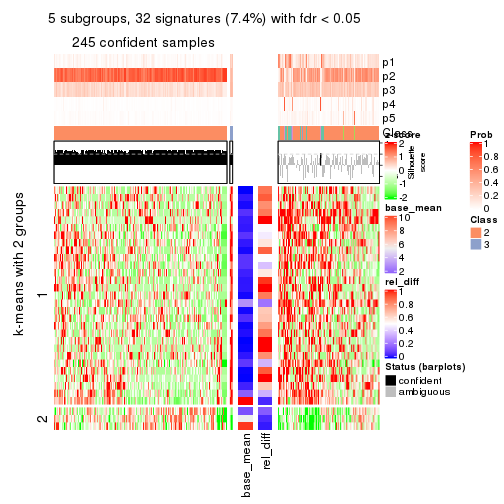 5 subgroups, 32 signatures (7.4%) with fdr < 0.05
245 confident samples
p1
p2
p3
p4
p5
Class
Silhouette
score
k-means with 2 groups
1
2
base_mean
rel_diff
z-score
2
1
0
-1
-2
base_mean
10
8
6
4
2
rel_diff
1
0.8
0.6
0.4
0.2
0
Status (barplots)
confident
ambiguous
Prob
1
0.8
0.6
0.4
0.2
0
Class
2
3